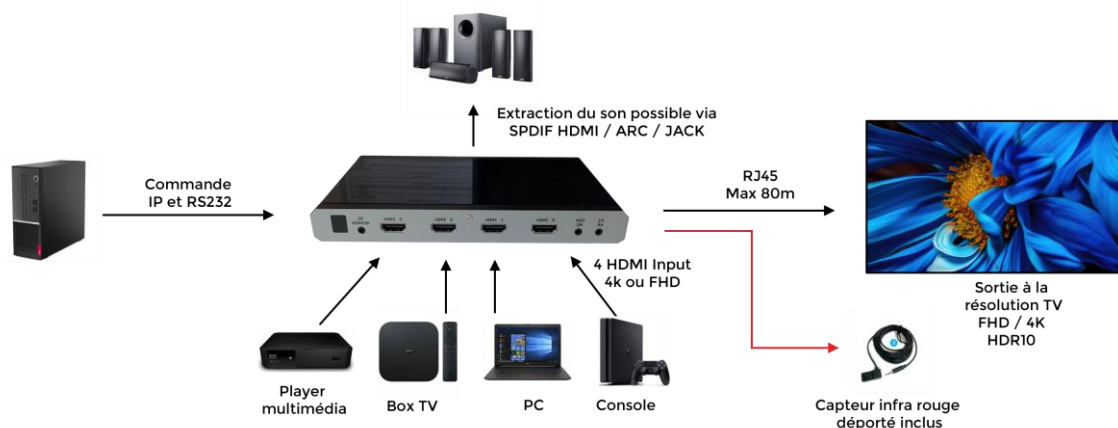 Extraction du son possible via
SPDIF HDMI / ARC / JACK
Commande
IP et RS232
RJ45
Max 80m
4 HDMI Input
4k ou FHD
Sortie à la
résolution TV
FHD / 4K
HDR10
Player
multimédia
Box TV
PC
Console
Capteur infra rouge
déporté inclus